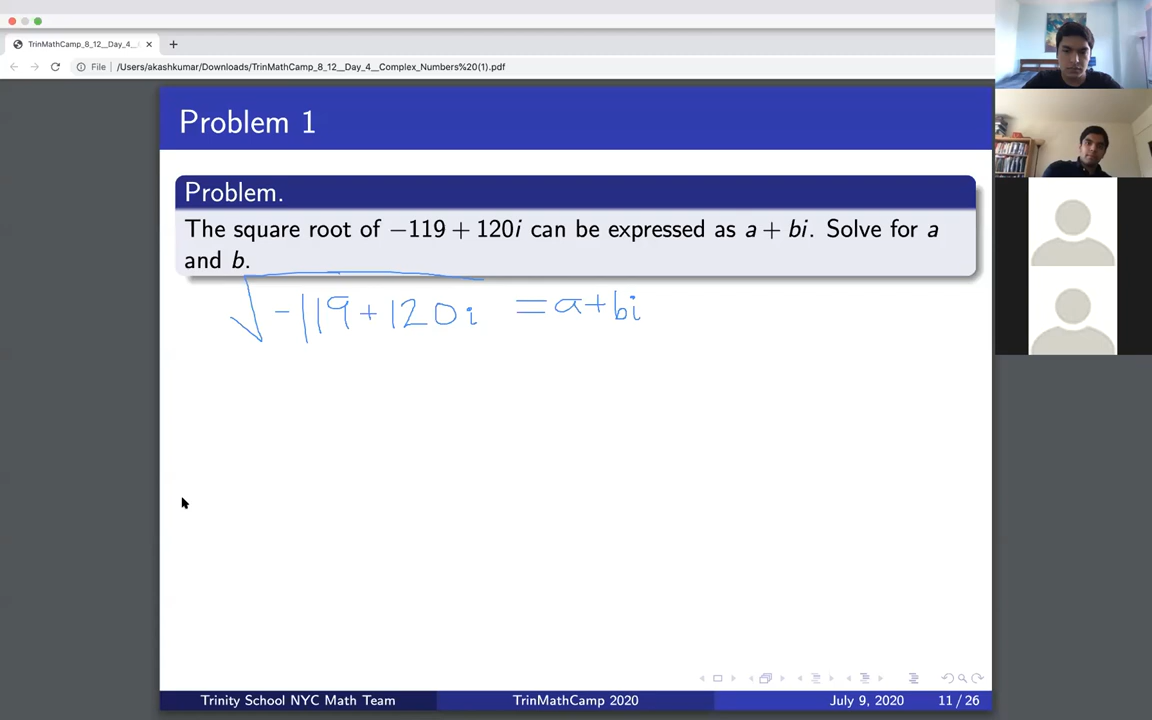 TrinMathCamp_8_12__Day_4__
File
/Users/akashkumar/Downloads/TrinMathCamp_8_12__Day_4__Complex_Numbers%20(1).pdf
Problem 1
Problem.
The square root of −119 + 120i can be expressed as a + bi. Solve for a
and b.
√-119+120i = a+bi
Trinity School NYC Math Team
TrinMathCamp 2020
July 9, 2020
11 / 26